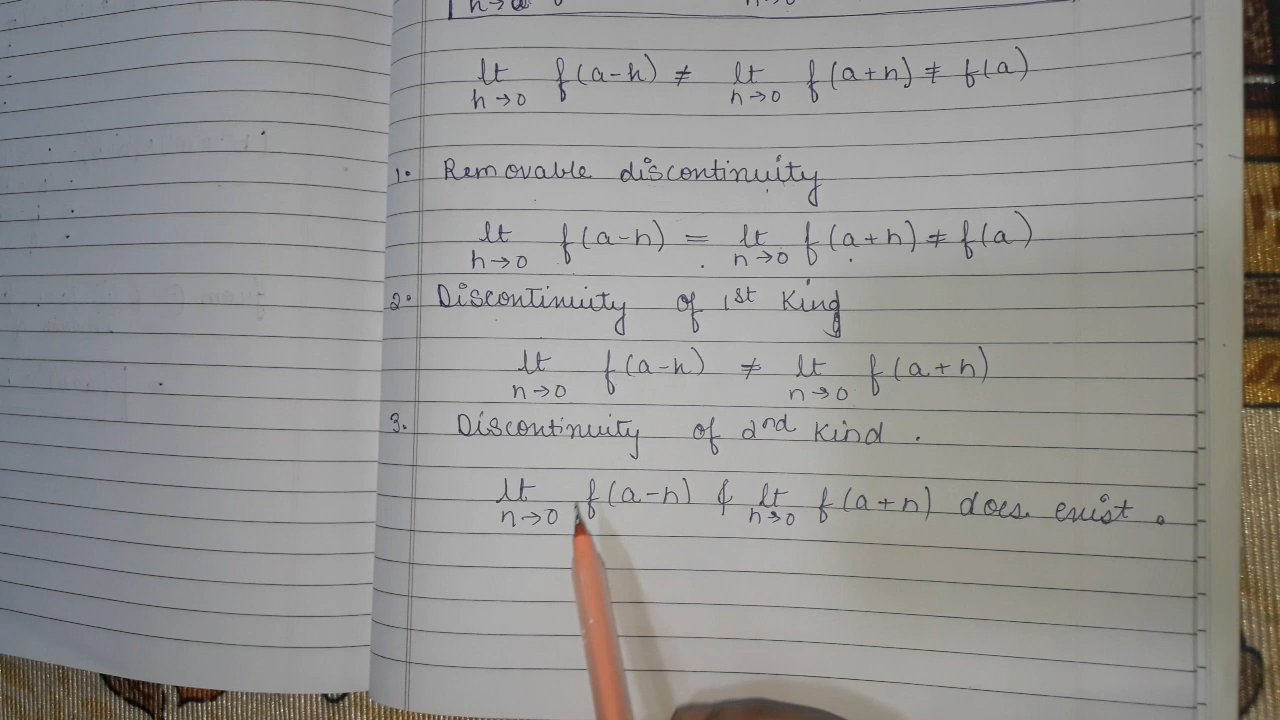 h→a h→0
lt f(a-h) ≠ lt f(a+h) ≠ f(a)
h→0 h→0
1. Removable discontinuity
lt f(a-h) = lt f(a+h) ≠ f(a)
h→0 h→0
2. Discontinuity of 1st King
lt f(a-h) ≠ lt f(a+h)
h→0 h→0
3. Discontinuity of 2nd Kind.
lt f(a-h) & lt f(a+h) does exist.
h→0 h→0